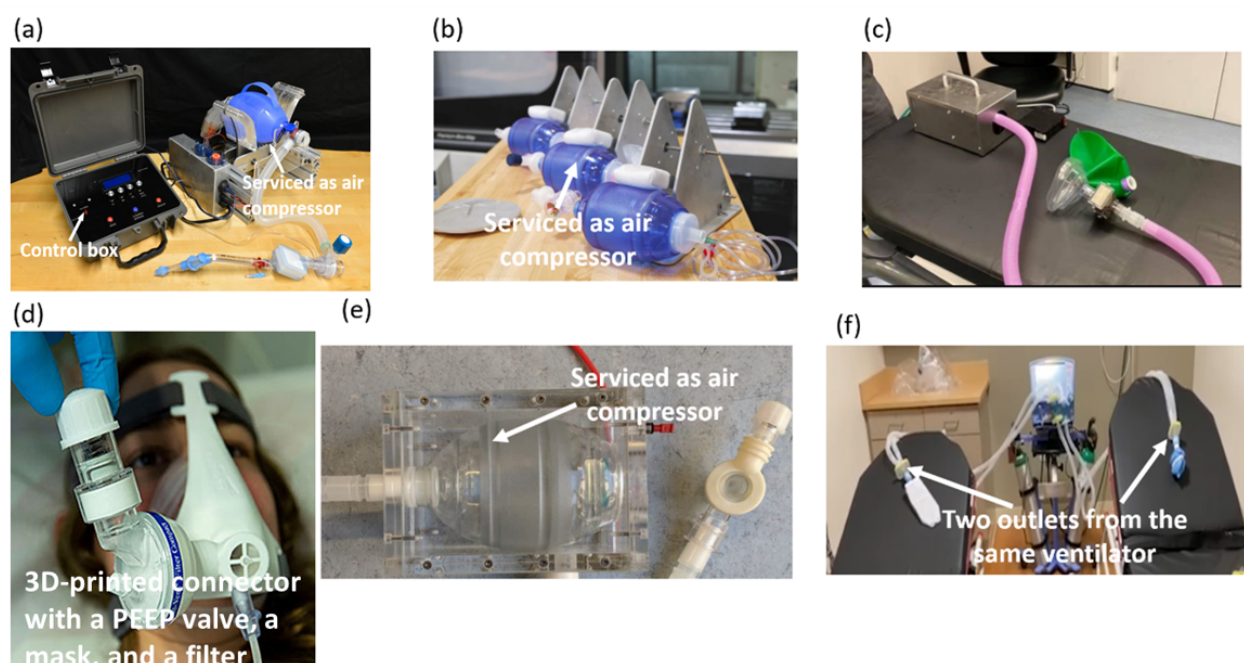 (a)
(b)
(c)
Serviced as air
compressor
Control box
Serviced as air
compressor
(d)
(e)
(f)
3D-printed connector
with a PEEP valve, a
mask, and a filter
Serviced as air
compressor
Two outlets from the
same ventilator